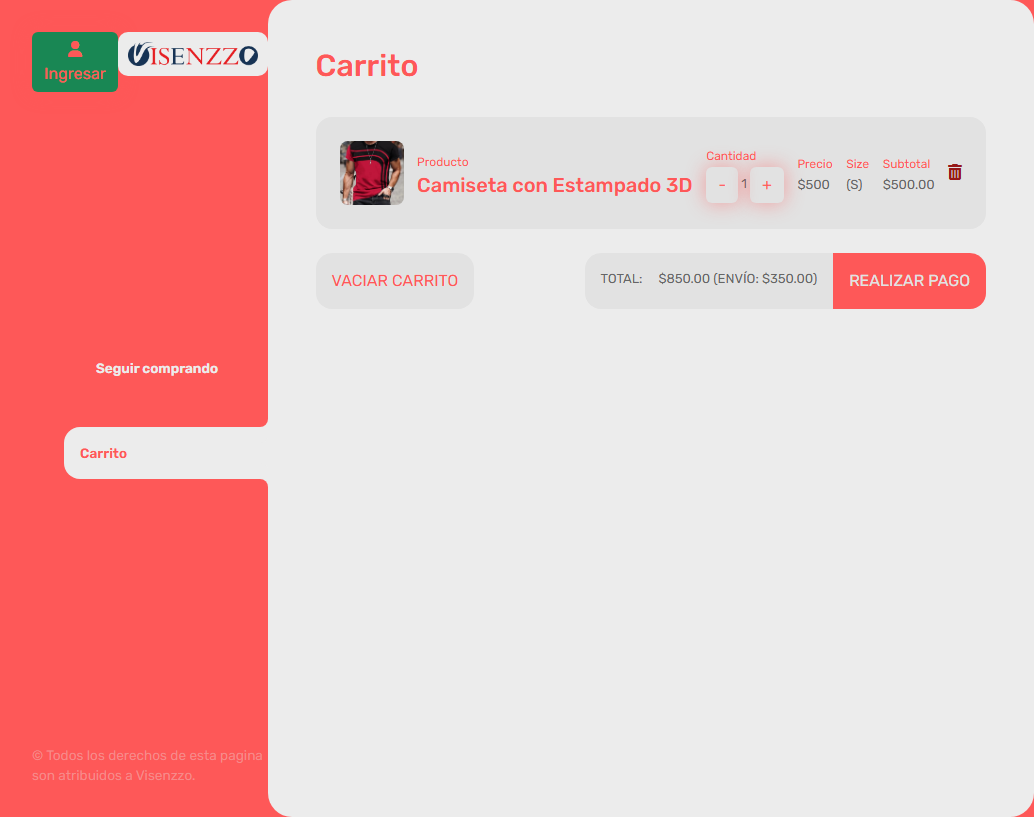 Ingresar
VISENZZO
Seguir comprando
Carrito
© Todos los derechos de esta pagina
son atribuidos a Visenzzo.
Carrito
Producto
Camiseta con Estampado 3D
Cantidad
- 1 +
Precio
$500
Size
(S)
Subtotal
$500.00
VACIAR CARRITO
TOTAL: $850.00 (ENVÍO: $350.00)
REALIZAR PAGO